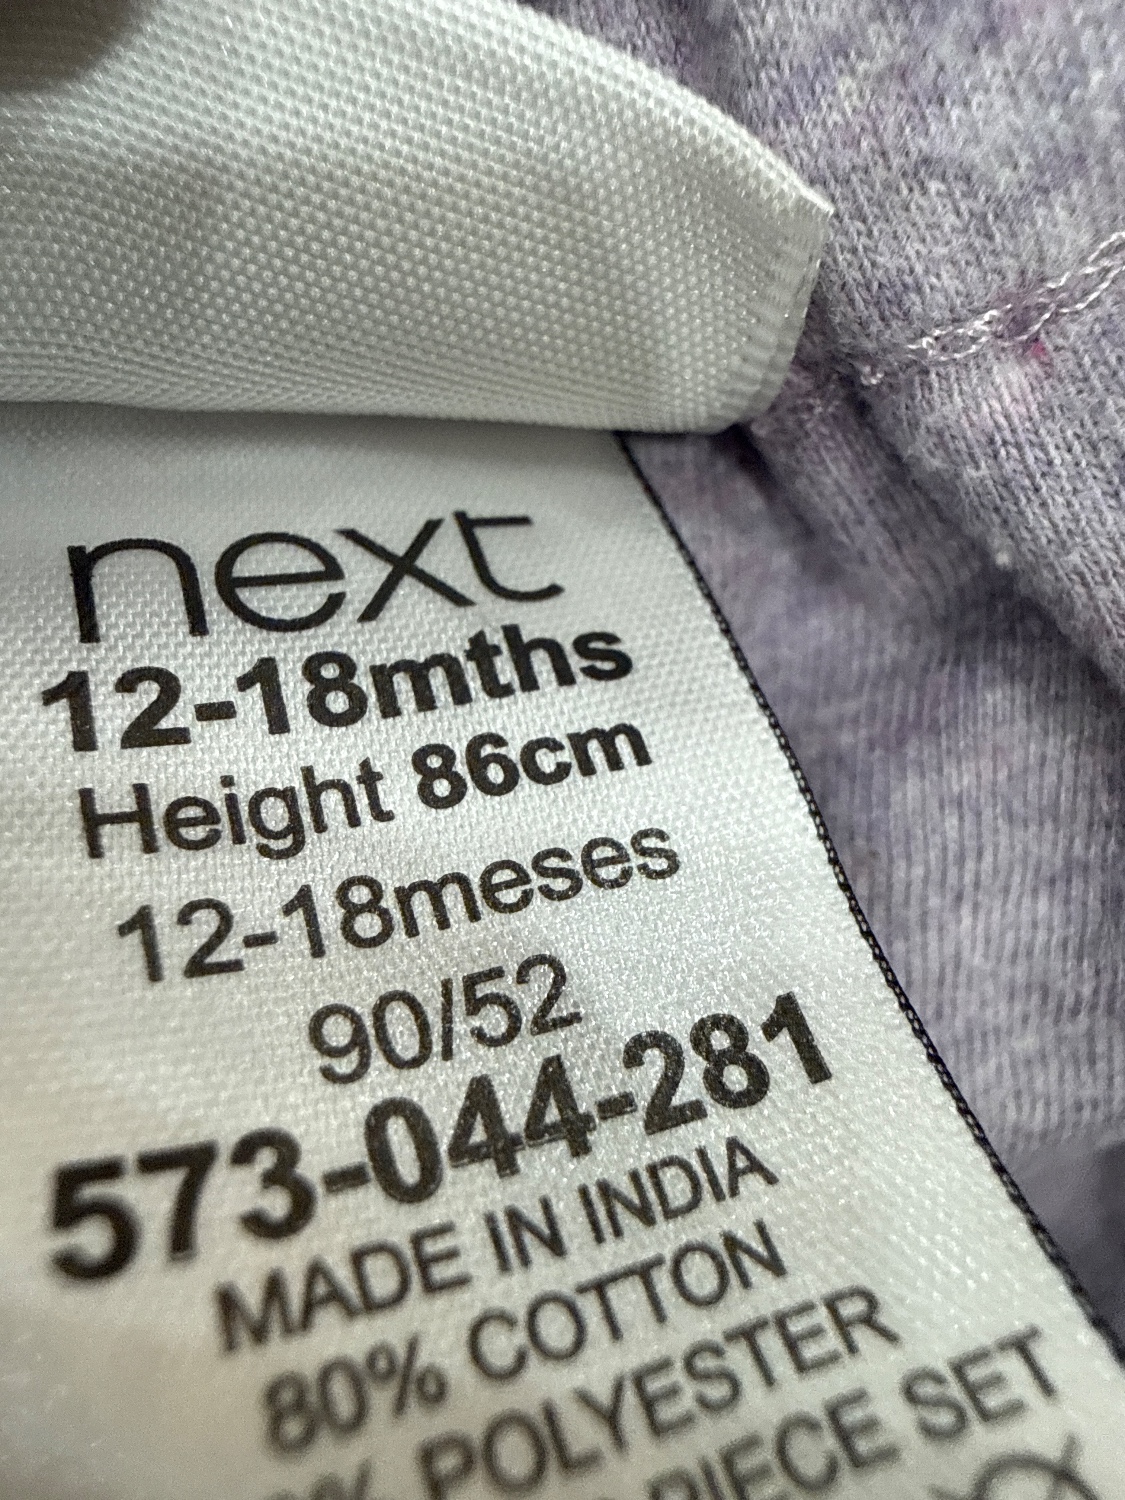 next
12-18mths
Height 86cm
12-18meses
90/52
573-044-281
MADE IN INDIA
80% COTTON
% POLYESTER
PIECE SET